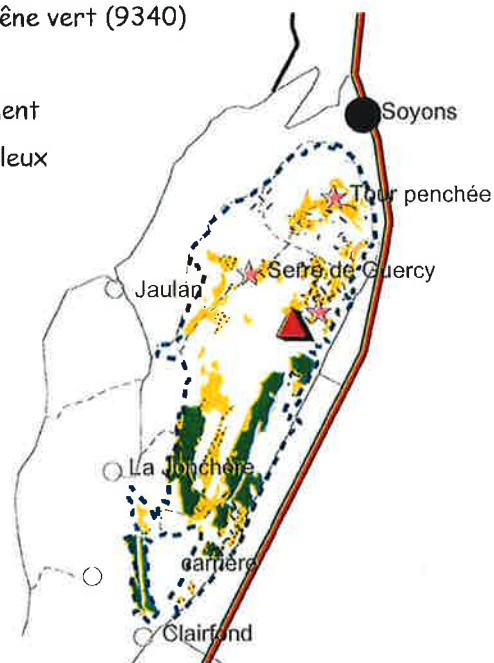 êne vert (9340)
ent
leux
Soyons
Tour penchée
Serre de Guercy
Jaulan
La Jonchère
carrière
Clairfond